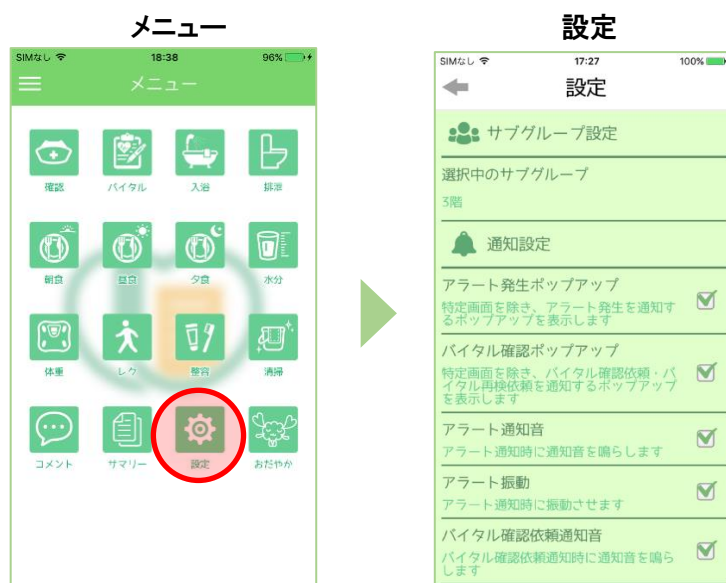 メニュー
SIMなし 18:38 96%
メニュー
確認 バイタル 入浴 排泄
朝食 昼食 夕食 水分
体重 レク 整容 清掃
コメント サマリー 設定 おだやか
設定
SIMなし 17:27 100%
設定
サブグループ設定
選択中のサブグループ
3階
通知設定
アラート発生ポップアップ
特定画面を除き、アラート発生を通知す
るポップアップを表示します
バイタル確認ポップアップ
特定画面を除き、バイタル確認依頼・バ
イタル再検依頼を通知するポップアップ
を表示します
アラート通知音
アラート通知時に通知音を鳴らします
アラート振動
アラート通知時に振動させます
バイタル確認依頼通知音
バイタル確認依頼通知時に通知音を鳴ら
します